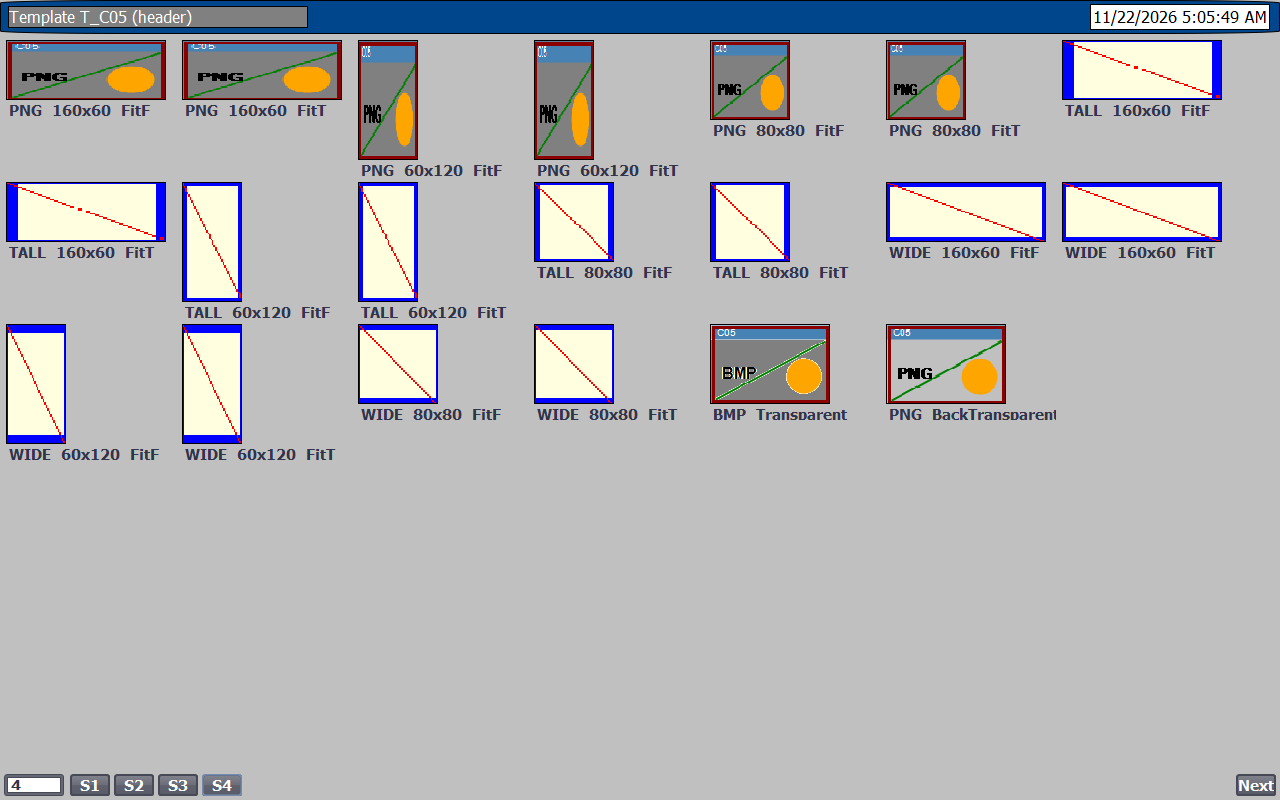 Template T_C05 (header)
11/22/2026 5:05:49 AM
C05
PNG
PNG 160x60 FitF
C05
PNG
PNG 160x60 FitT
C05
PNG
PNG 60x120 FitF
C05
PNG
PNG 60x120 FitT
C05
PNG
PNG 80x80 FitF
C05
PNG
PNG 80x80 FitT
TALL 160x60 FitF
TALL 160x60 FitT
TALL 60x120 FitF
TALL 60x120 FitT
TALL 80x80 FitF
TALL 80x80 FitT
WIDE 160x60 FitF
WIDE 160x60 FitT
WIDE 60x120 FitF
WIDE 60x120 FitT
WIDE 80x80 FitF
WIDE 80x80 FitT
C05
BMP
BMP Transparent
C05
PNG
PNG BackTransparent
4
S1
S2
S3
S4
Next